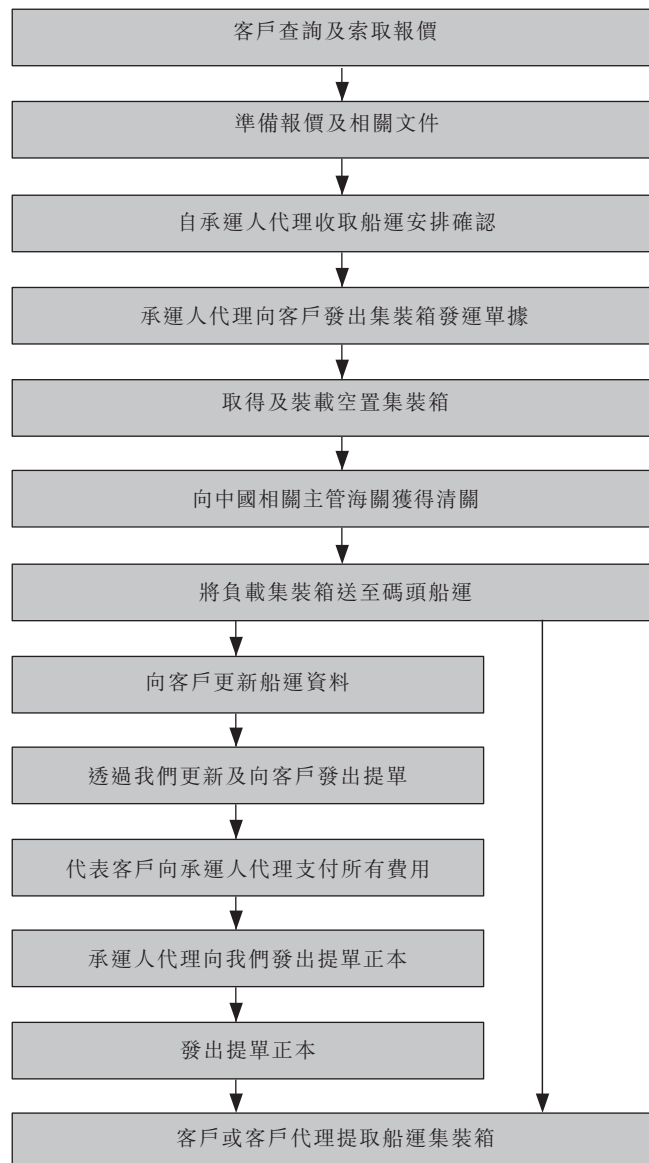 客戶查詢及索取報價
準備報價及相關文件
自承運人代理收取船運安排確認
承運人代理向客戶發出集裝箱發運單據
取得及裝載空置集裝箱
向中國相關主管海關獲得清關
將負載集裝箱送至碼頭船運
向客戶更新船運資料
透過我們更新及向客戶發出提單
代表客戶向承運人代理支付所有費用
承運人代理向我們發出提單正本
發出提單正本
客戶或客戶代理提取船運集裝箱